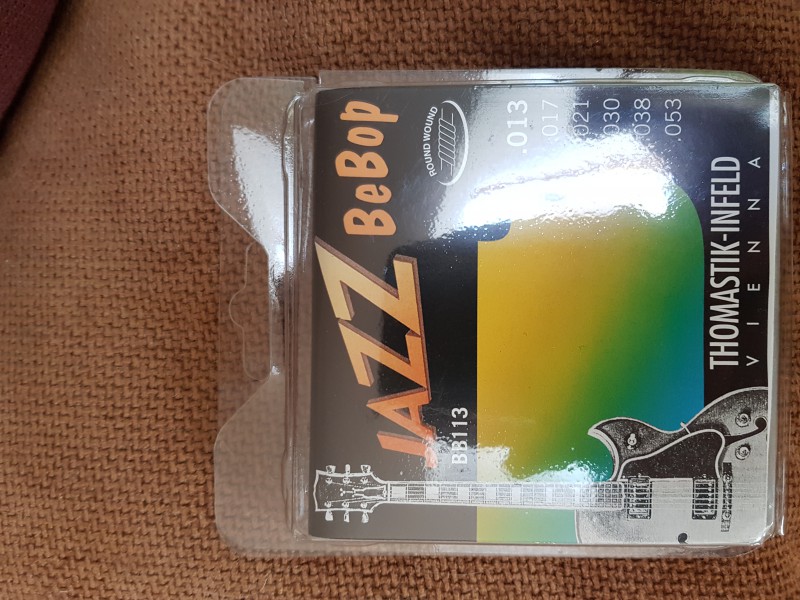 JAZZ
BeBop
BB113
ROUND WOUND
.013
.017
.021
.030
.038
.053
THOMASTIK-INFELD
VIENNA